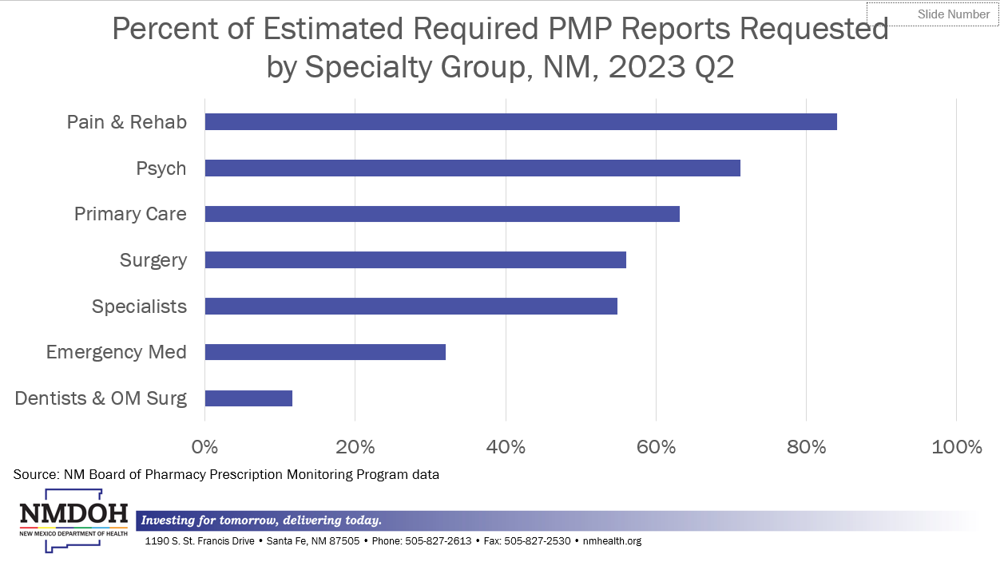 Slide Number
Percent of Estimated Required PMP Reports Requested
by Specialty Group, NM, 2023 Q2
Pain & Rehab
Psych
Primary Care
Surgery
Specialists
Emergency Med
Dentists & OM Surg
0% 20% 40% 60% 80% 100%
Source: NM Board of Pharmacy Prescription Monitoring Program data
NMDOH
NEW MEXICO DEPARTMENT OF HEALTH
Investing for tomorrow, delivering today.
1190 S. St. Francis Drive • Santa Fe, NM 87505 • Phone: 505-827-2613 • Fax: 505-827-2530 • nmhealth.org